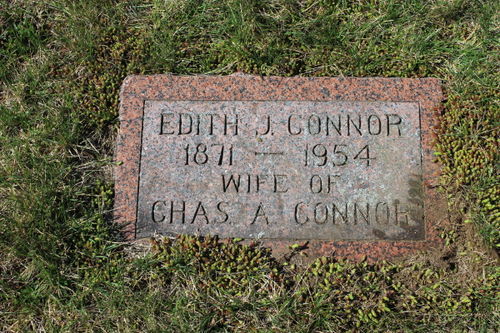 EDITH J. CONNOR
1871 — 1954
WIFE OF
CHAS. A. CONNOR